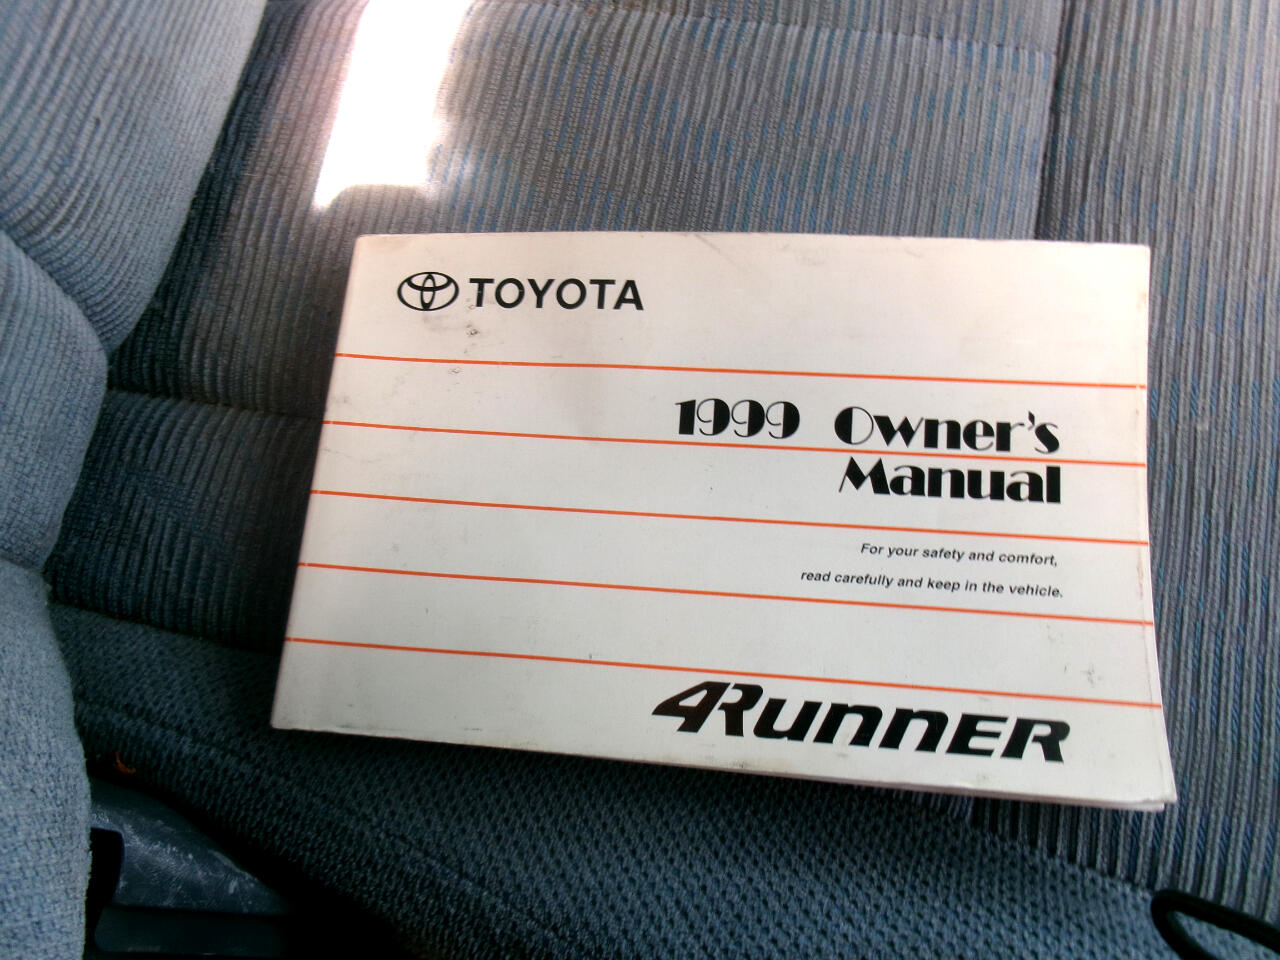 TOYOTA
1999 Owner's
Manual
For your safety and comfort,
read carefully and keep in the vehicle.
4RUNNER